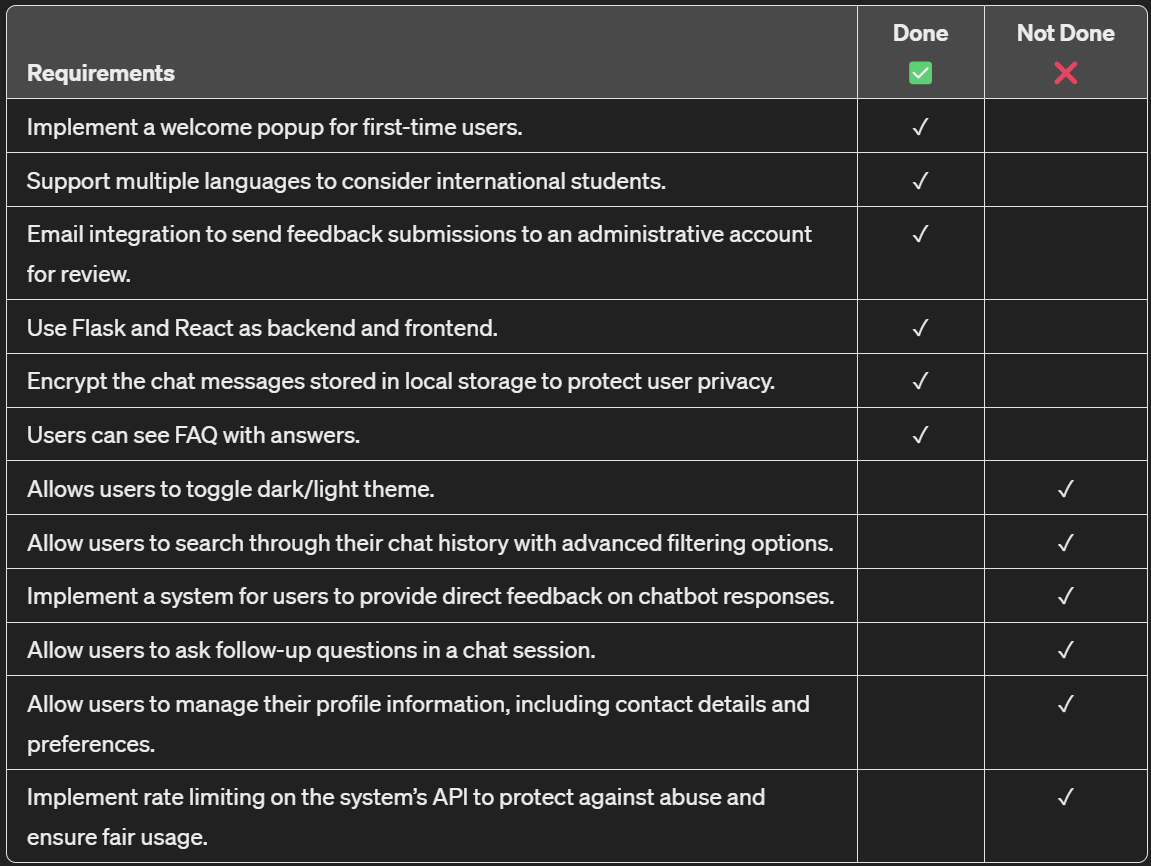 Requirements Done ✅ Not Done ❌
Implement a welcome popup for first-time users. ✓
Support multiple languages to consider international students. ✓
Email integration to send feedback submissions to an administrative account ✓
for review.
Use Flask and React as backend and frontend. ✓
Encrypt the chat messages stored in local storage to protect user privacy. ✓
Users can see FAQ with answers. ✓
Allows users to toggle dark/light theme. ✓
Allow users to search through their chat history with advanced filtering options. ✓
Implement a system for users to provide direct feedback on chatbot responses. ✓
Allow users to ask follow-up questions in a chat session. ✓
Allow users to manage their profile information, including contact details and ✓
preferences.
Implement rate limiting on the system’s API to protect against abuse and ✓
ensure fair usage.